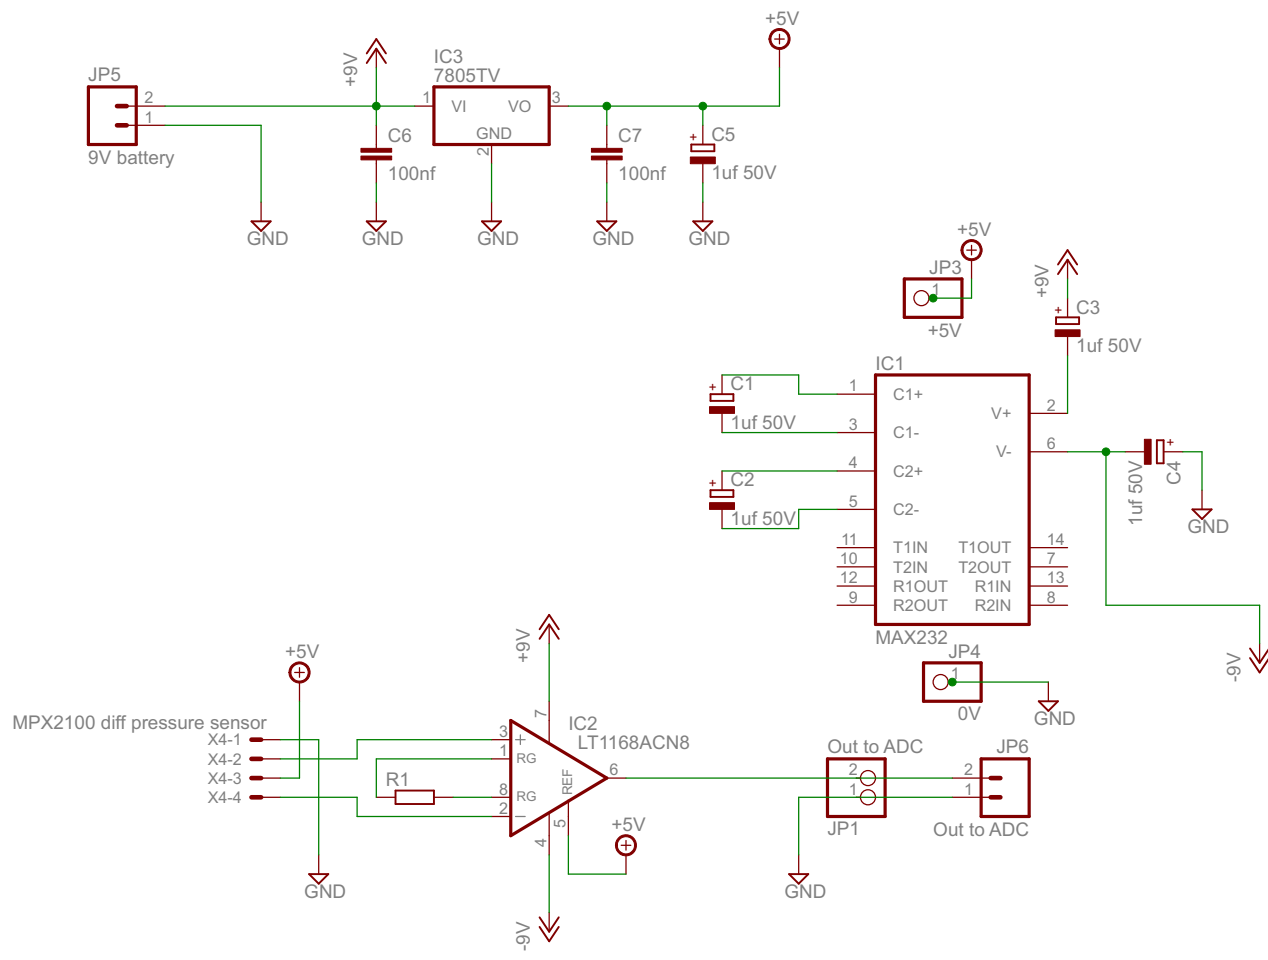 +5V
+9V
IC3
7805TV
JP5
2
1
9V battery
1
VI
VO
3
GND
2
C6
100nf
C7
100nf
+
C5
1uf 50V
GND
GND
GND
GND
GND
+5V
JP3
1
+5V
+9V
+
C3
1uf 50V
IC1
+
C1
1uf 50V
1
C1+
3
C1-
V+
2
V-
6
+
C2
1uf 50V
4
C2+
5
C2-
1uf 50V
+
C4
GND
11
T1IN
T1OUT
14
10
T2IN
T2OUT
7
12
R1OUT
R1IN
13
9
R2OUT
R2IN
8
MAX232
JP4
1
0V
GND
-9V
+5V
+9V
MPX2100 diff pressure sensor
X4-1
X4-2
X4-3
X4-4
R1
7
IC2
LT1168ACN8
3
+
1
RG
8
RG
2
−
REF
6
4
5
+5V
GND
-9V
Out to ADC
2
1
JP1
GND
JP6
2
1
Out to ADC